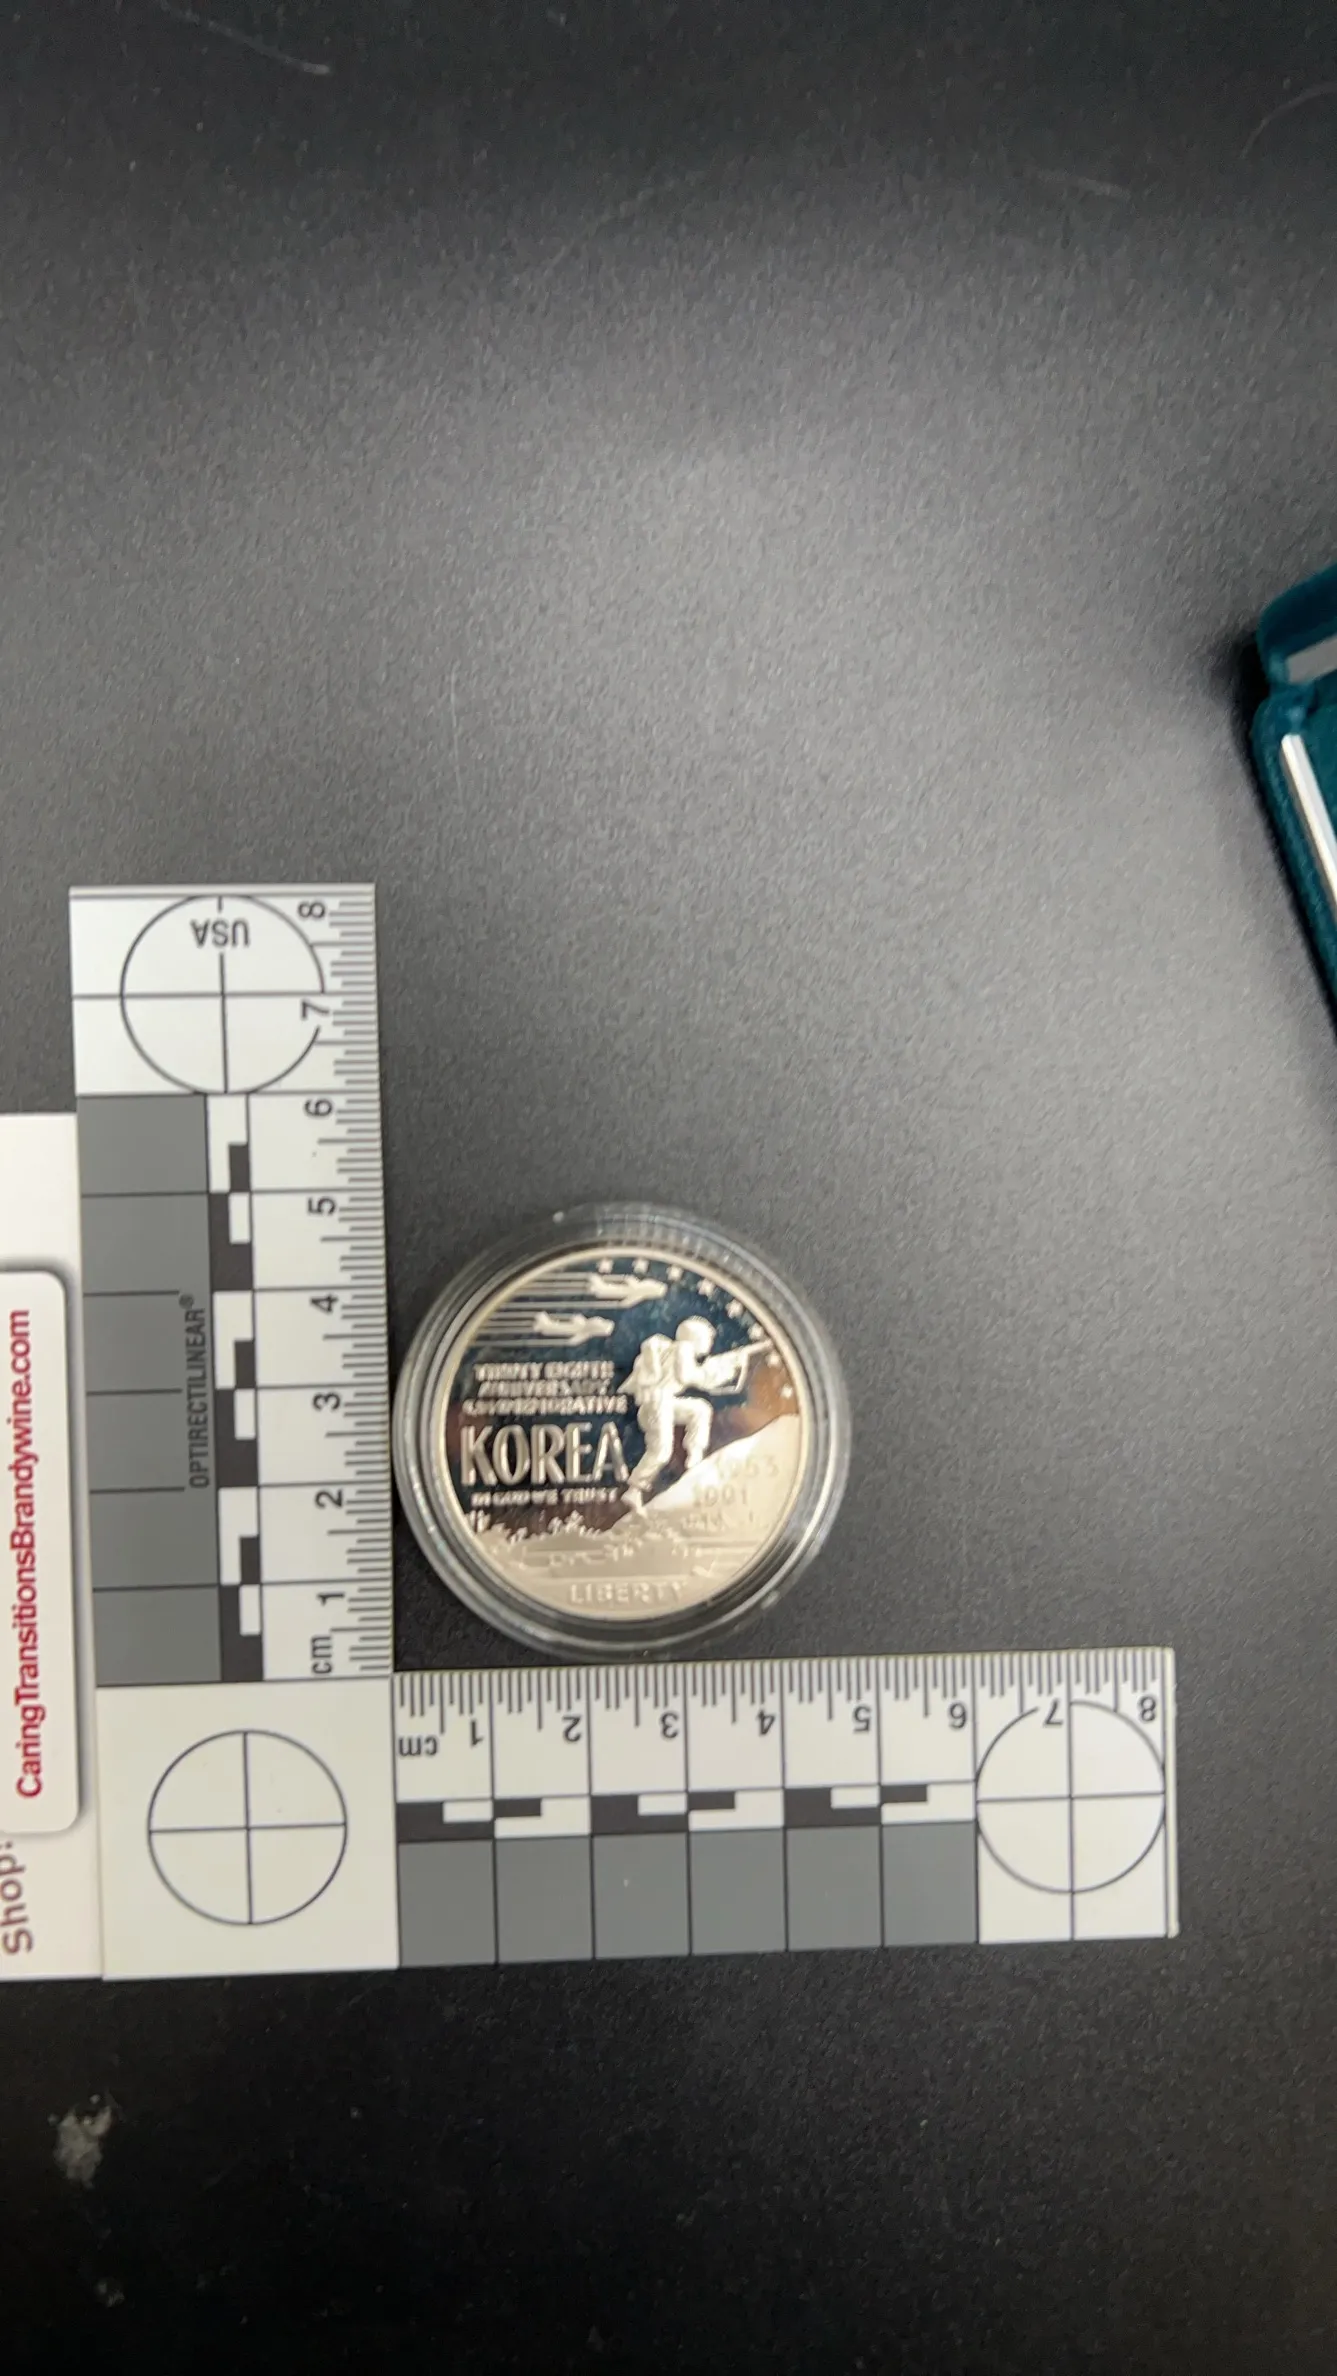 THIRTY EIGHTH
ANNIVERSARY
COMMEMORATIVE
KOREA
IN GOD WE TRUST
1953
1991
LIBERTY
USA
8
7
6
5
4
3
2
1
cm
OPTIRECTILINEAR®
cm 1 2 3 4 5 6 7 8
Shop:
CaringTransitionsBrandywine.com